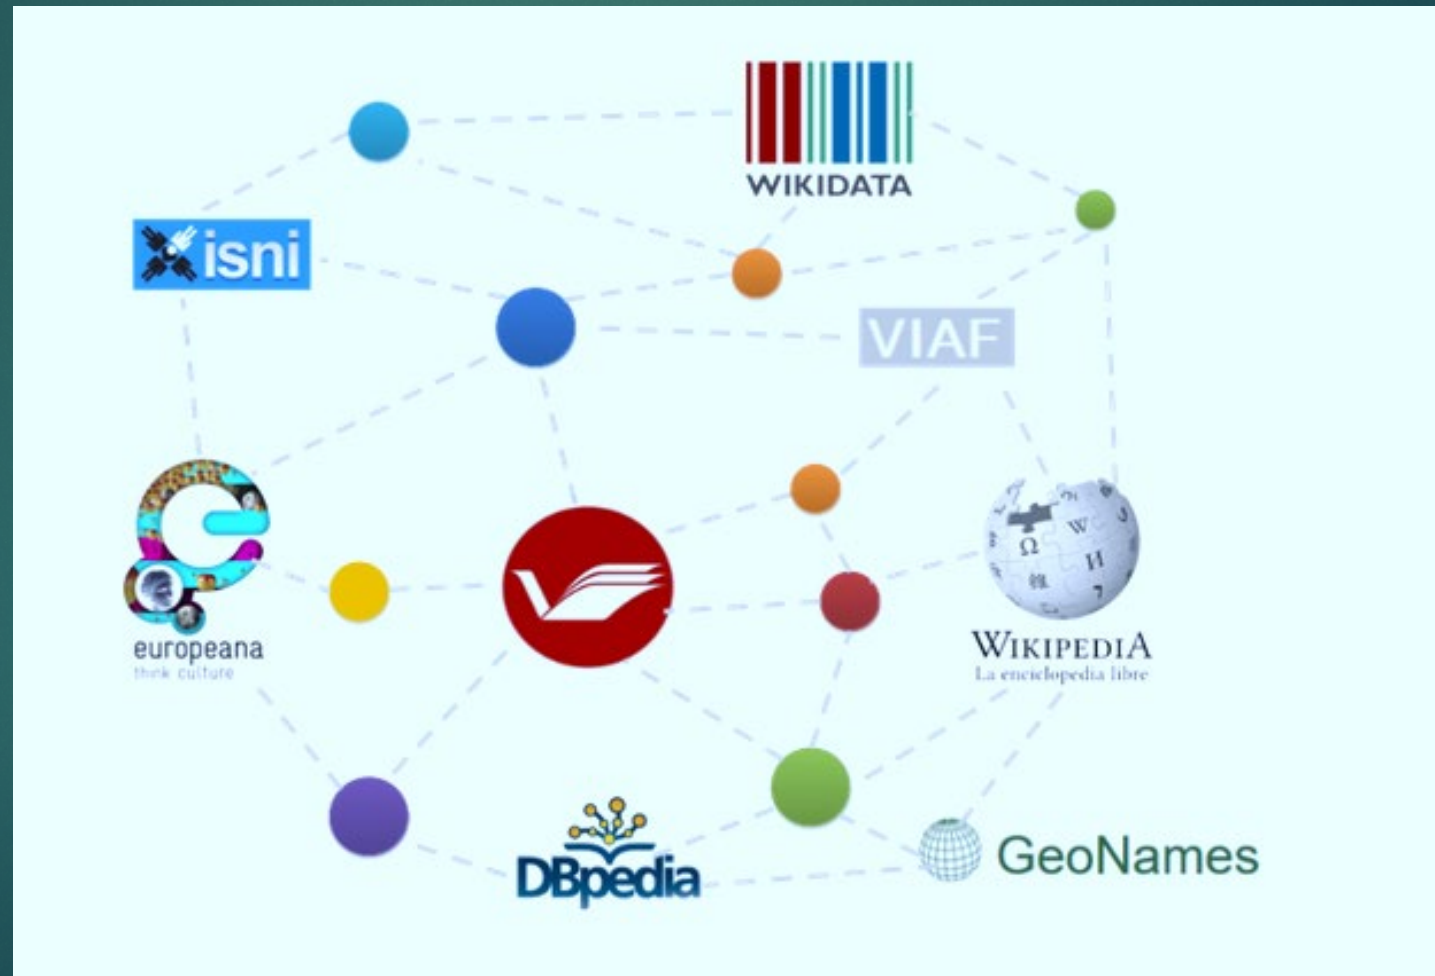 WIKIDATA
isni
VIAF
europeana
think culture
WIKIPEDIA
La enciclopedia libre
DBpedia
GeoNames